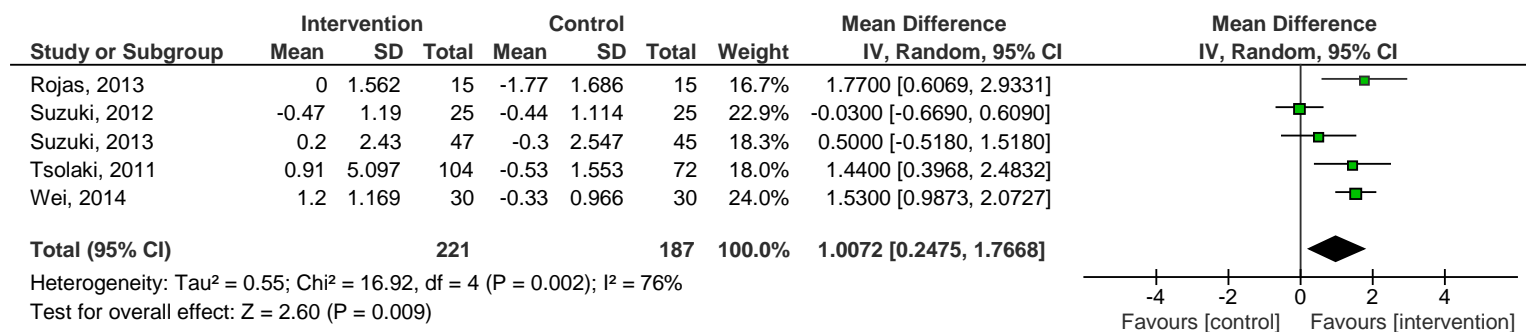 Intervention Control Mean Difference Mean Difference
Study or Subgroup Mean SD Total Mean SD Total Weight IV, Random, 95% CI IV, Random, 95% CI
Rojas, 2013 0 1.562 15 -1.77 1.686 15 16.7% 1.7700 [0.6069, 2.9331]
Suzuki, 2012 -0.47 1.19 25 -0.44 1.114 25 22.9% -0.0300 [-0.6690, 0.6090]
Suzuki, 2013 0.2 2.43 47 -0.3 2.547 45 18.3% 0.5000 [-0.5180, 1.5180]
Tsolaki, 2011 0.91 5.097 104 -0.53 1.553 72 18.0% 1.4400 [0.3968, 2.4832]
Wei, 2014 1.2 1.169 30 -0.33 0.966 30 24.0% 1.5300 [0.9873, 2.0727]
Total (95% CI) 221 187 100.0% 1.0072 [0.2475, 1.7668]
Heterogeneity: Tau² = 0.55; Chi² = 16.92, df = 4 (P = 0.002); I² = 76%
Test for overall effect: Z = 2.60 (P = 0.009)
-4 -2 0 2 4
Favours [control] Favours [intervention]